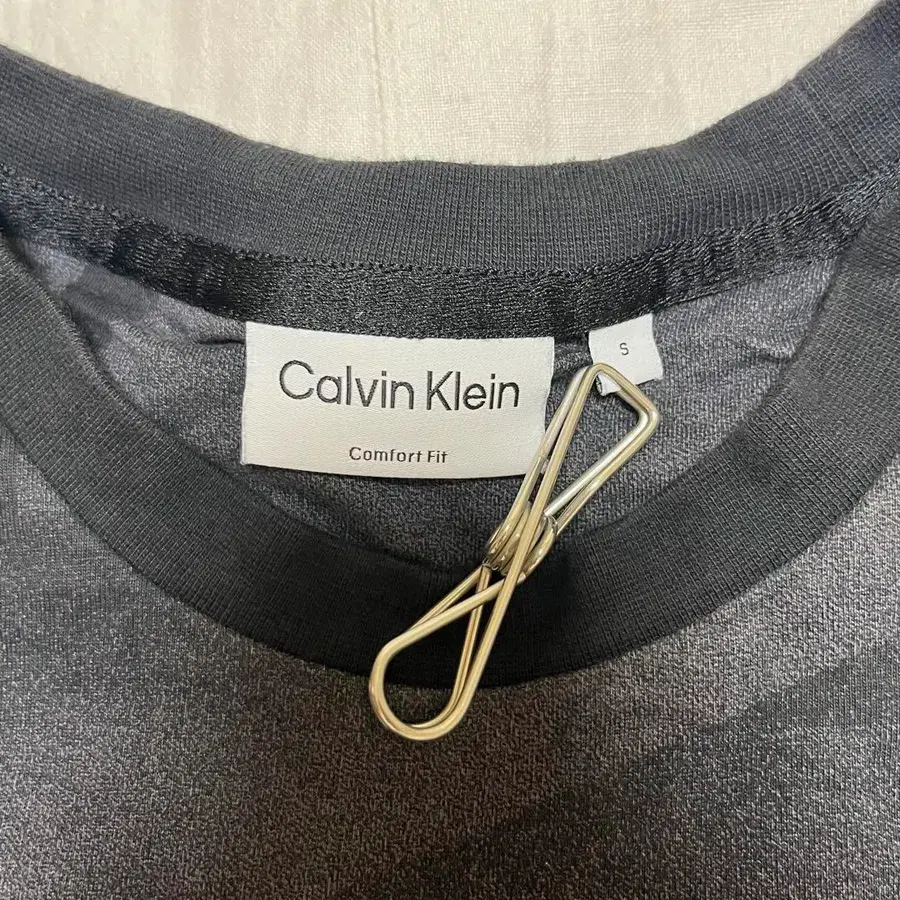 Calvin Klein
Comfort Fit
S